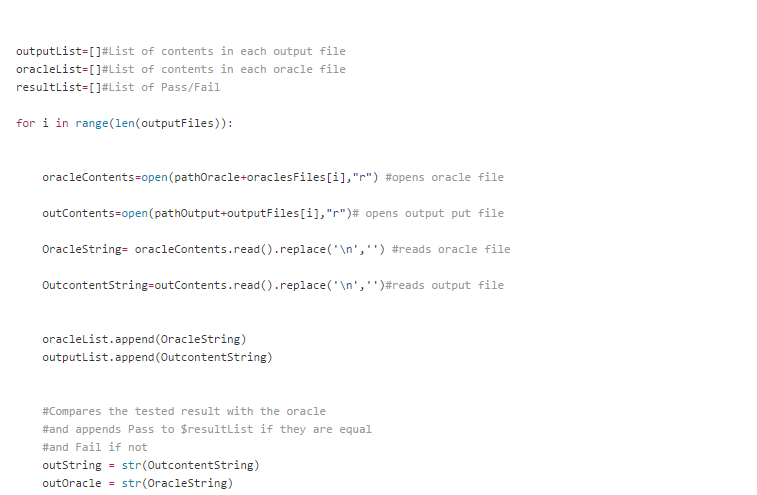 outputList=[]#List of contents in each output file
oracleList=[]#List of contents in each oracle file
resultList=[]#List of Pass/Fail
for i in range(len(outputFiles)):
oracleContents=open(pathOracle+oraclesFiles[i],"r") #opens oracle file
outContents=open(pathOutput+outputFiles[i],"r")# opens output put file
OracleString= oracleContents.read().replace('\n','') #reads oracle file
OutcontentString=outContents.read().replace('\n','')#reads output file
oracleList.append(OracleString)
outputList.append(OutcontentString)
#Compares the tested result with the oracle
#and appends Pass to $resultList if they are equal
#and Fail if not
outString = str(OutcontentString)
outOracle = str(OracleString)